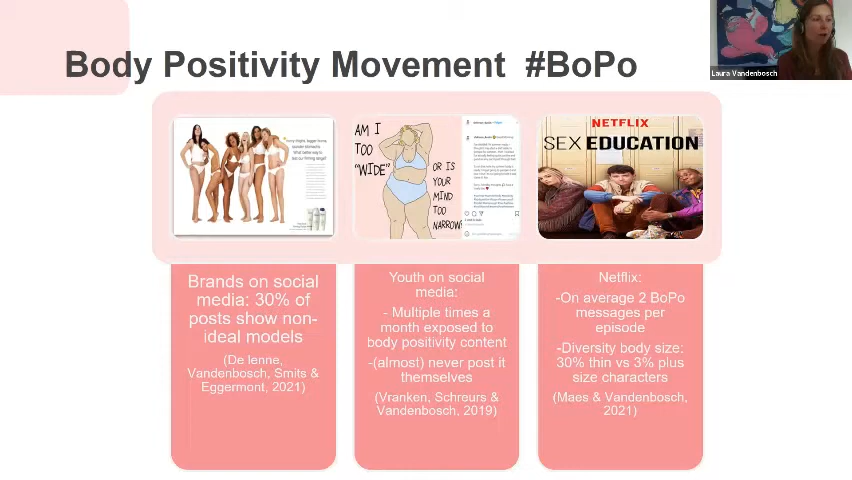 Body Positivity Movement #BoPo
Laura Vandenbosch
AM I
TOO
"WIDE"
OR IS
YOUR
MIND
TOO
NARROW?
NETFLIX
SEX EDUCATION
Brands on social
media: 30% of
posts show non-
ideal models
(De lenne,
Vandenbosch, Smits &
Eggermont, 2021)
Youth on social
media:
- Multiple times a
month exposed to
body positivity content
-(almost) never post it
themselves
(Vranken, Schreurs &
Vandenbosch, 2019)
Netflix:
-On average 2 BoPo
messages per
episode
-Diversity body size:
30% thin vs 3% plus
size characters
(Maes & Vandenbosch,
2021)